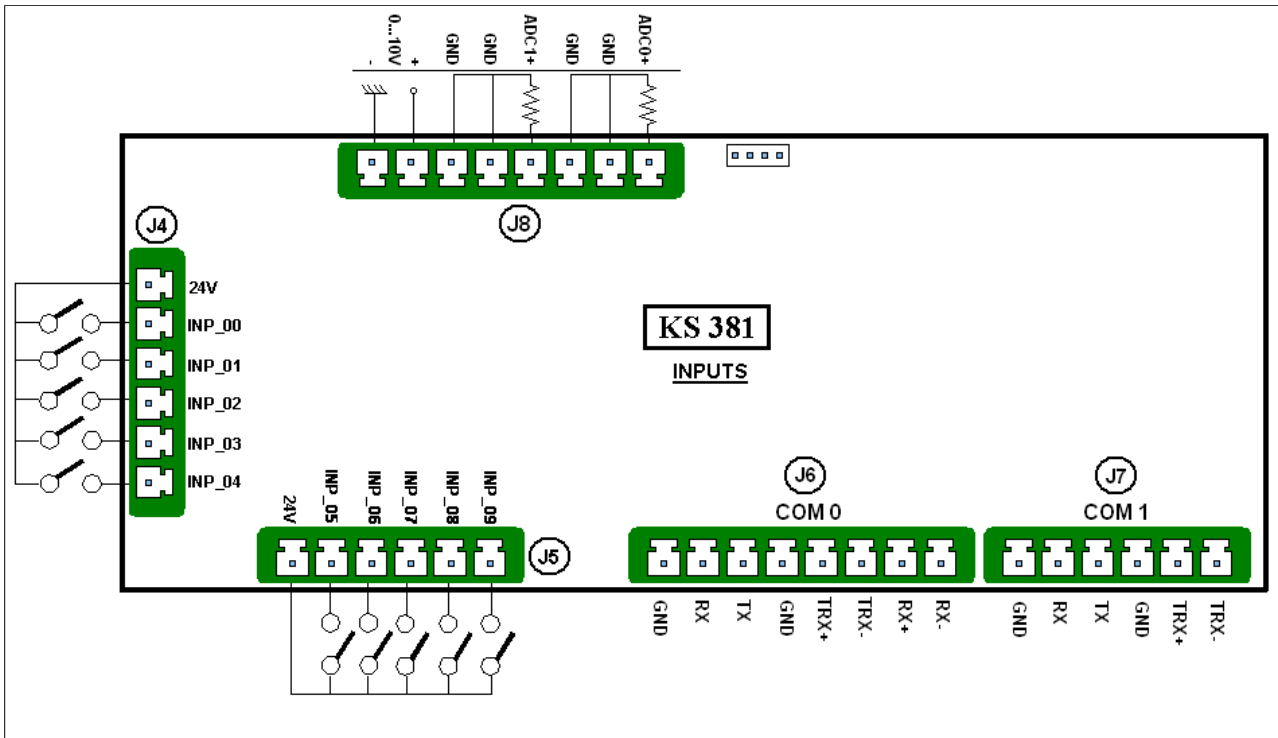 -
0...10V
+
GND
GND
ADC1+
GND
GND
ADC0+
J8
J4
24V
INP_00
INP_01
INP_02
INP_03
INP_04
KS 381
INPUTS
24V
INP_05
INP_06
INP_07
INP_08
INP_09
J5
J6
COM 0
GND
RX
TX
GND
TRX+
TRX-
RX+
RX-
J7
COM 1
GND
RX
TX
GND
TRX+
TRX-